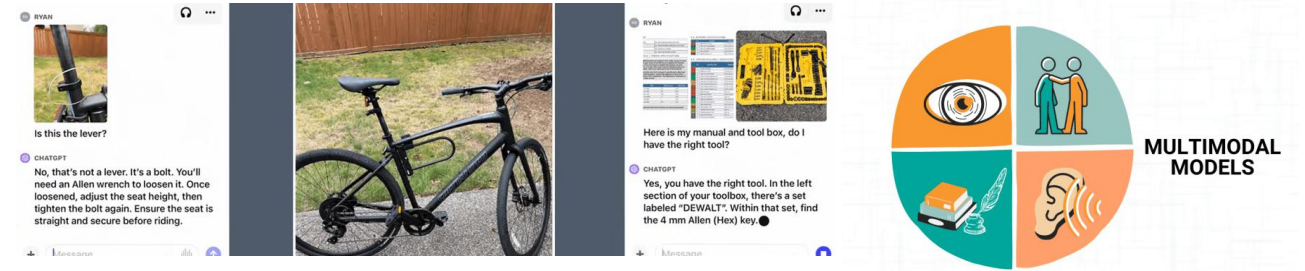 RYAN
Is this the lever?
CHATGPT
No, that's not a lever. It's a bolt. You'll
need an Allen wrench to loosen it. Once
loosened, adjust the seat height, then
tighten the bolt again. Ensure the seat is
straight and secure before riding.
Message
RYAN
Here is my manual and tool box, do I
have the right tool?
CHATGPT
Yes, you have the right tool. In the left
section of your toolbox, there's a set
labeled "DEWALT". Within that set, find
the 4 mm Allen (Hex) key.
Message
MULTIMODAL
MODELS